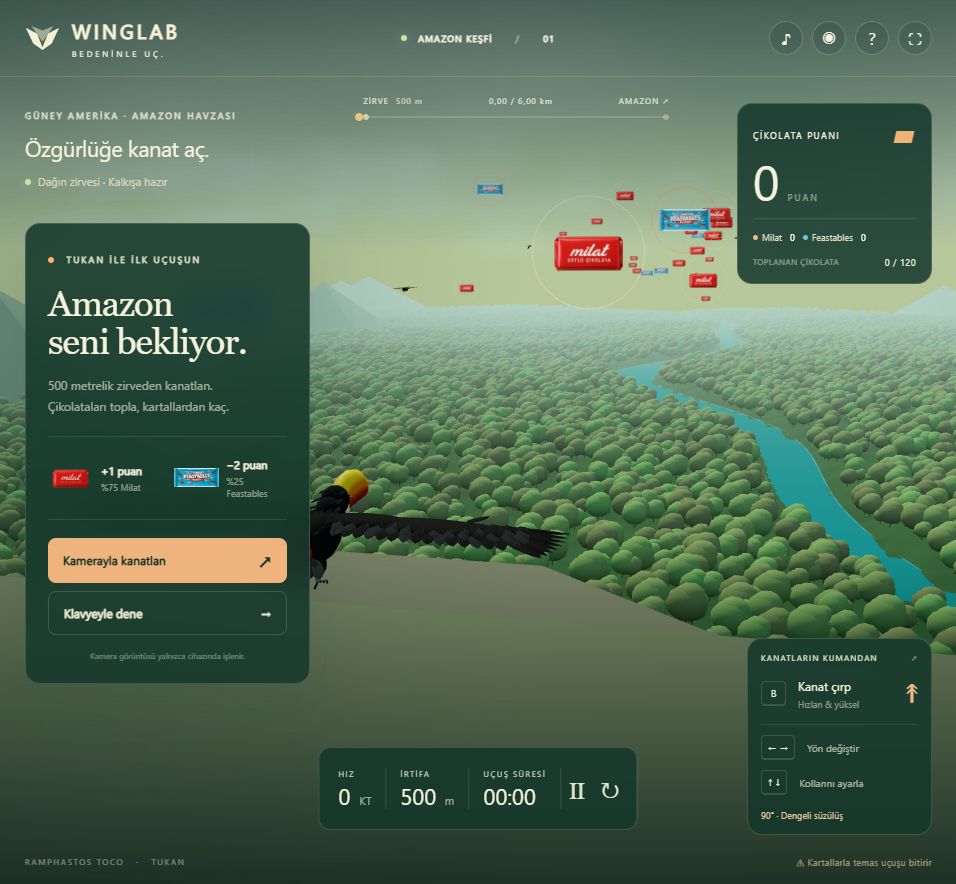 WINGLAB
BEDENİNLE UÇ.
AMAZON KEŞFİ / 01
?
GÜNEY AMERİKA · AMAZON HAVZASI
Özgürlüğe kanat aç.
Dağın zirvesi · Kalkışa hazır
ZİRVE 500 m
0,00 / 6,00 km
AMAZON ↗
ÇİKOLATA PUANI
0 PUAN
Milat 0 Feastables 0
TOPLANAN ÇİKOLATA 0 / 120
milat
SÜTLÜ ÇİKOLATA
FEASTABLES
TUKAN İLE İLK UÇUŞUN
Amazon
seni bekliyor.
500 metrelik zirveden kanatlan.
Çikolataları topla, kartallardan kaç.
milat
+1 puan
%75 Milat
FEASTABLES
−2 puan
%25
Feastables
Kamerayla kanatlan ↗
Klavyeyle dene →
Kamera görüntüsü yalnızca cihazında işlenir.
KANATLARIN KUMANDAN ↗
B
Kanat çırp
Hızlan & yüksel
← → Yön değiştir
↑↓ Kollarını ayarla
90° · Dengeli süzülüş
HIZ
0 KT
İRTİFA
500 m
UÇUŞ SÜRESİ
00:00
RAMPHASTOS TOCO · TUKAN
⚠ Kartallarla temas uçuşu bitirir